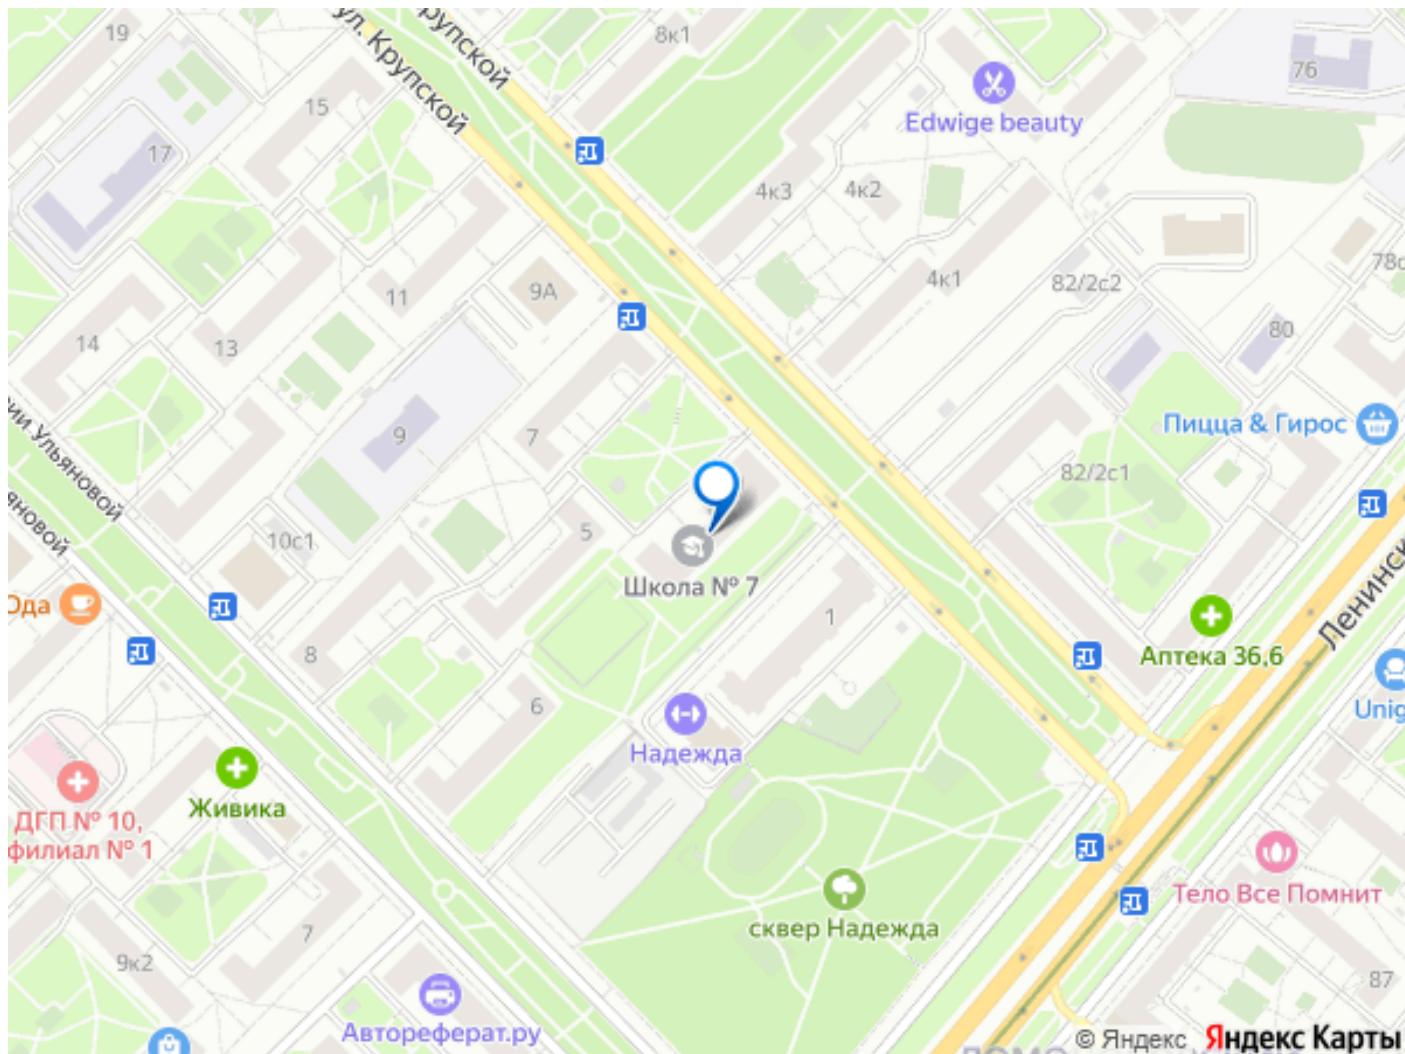 19
ул. Крупской
Крупской
8к1
76
Edwige beauty
15
17
4к3
4к2
78с
9А
4к1
82/2с2
11
80
14
13
Пицца & Гирос
9
7
82/2с1
ии Ульяновой
яновой
10с1
5
Школа № 7
Ода
Ленинск
1
Аптека 36,6
8
6
Unig
Надежда
Живика
ДГП № 10,
филиал № 1
Тело Все Помнит
сквер Надежда
7
9к2
87
Автореферат.ру
© Яндекс Яндекс Карты